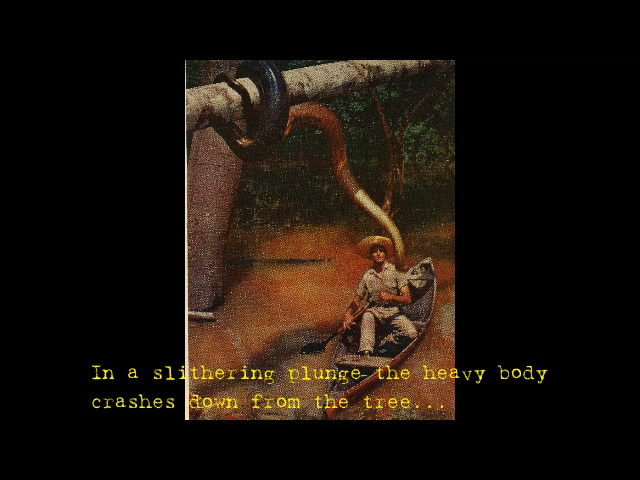 In a slithering plunge the heavy body
crashes down from the tree...